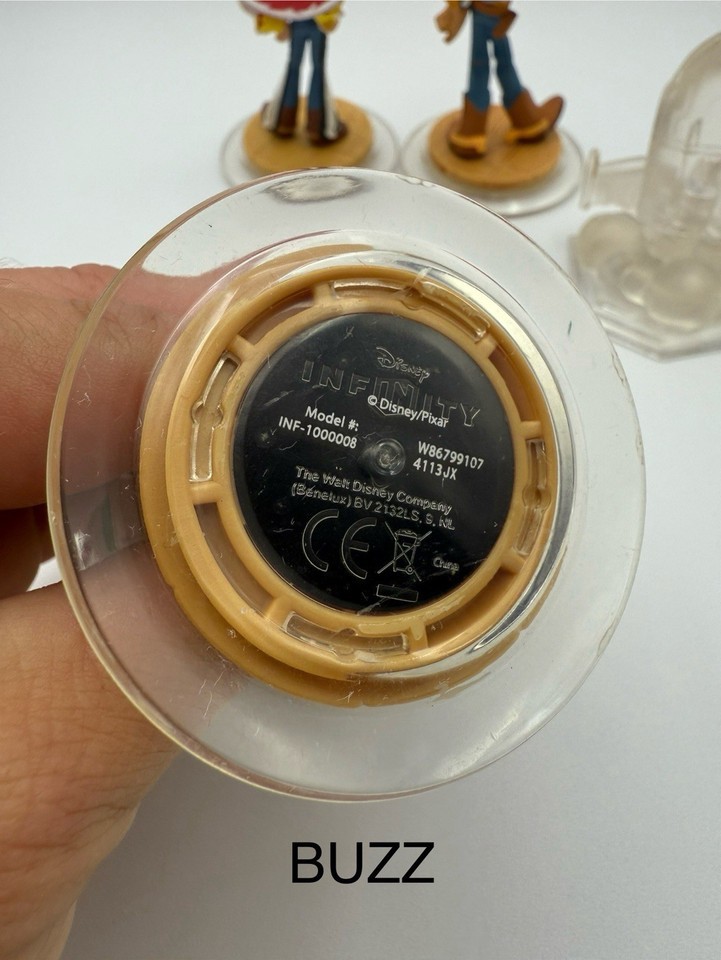 Disney
INFINITY
© Disney/Pixar
Model #:
INF-1000008
W86799107
4113JX
The Walt Disney Company
(Benelux) BV 2132LS, 9, NL
CE
China
BUZZ